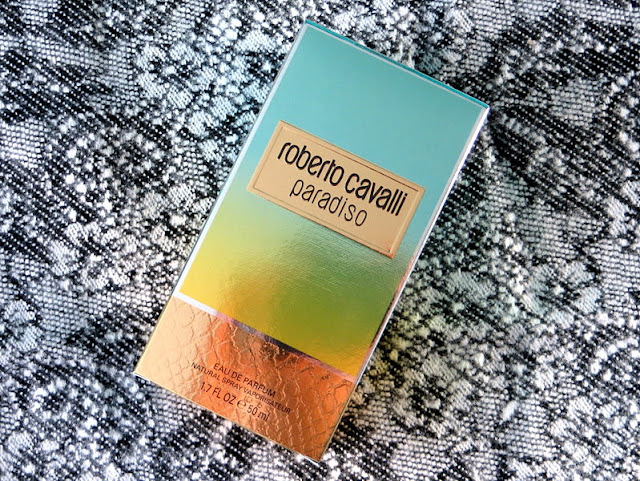 roberto cavalli
paradiso
EAU DE PARFUM
NATURAL SPRAY VAPORISATEUR
1.7 FL OZ ℮ 50 ml